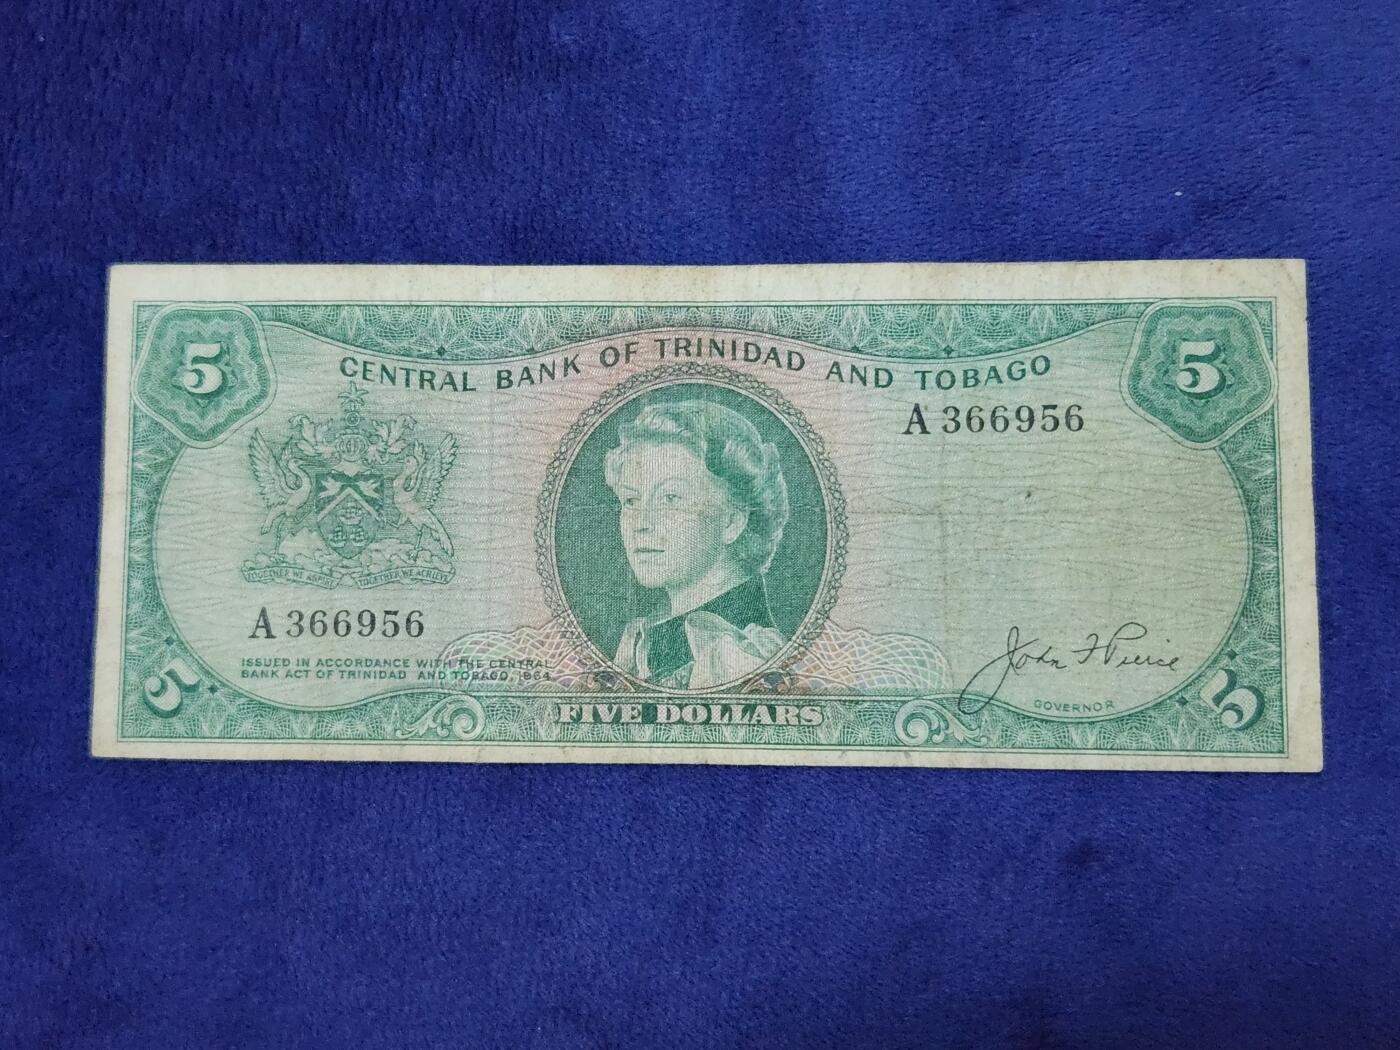 5
5
CENTRAL BANK OF TRINIDAD AND TOBAGO
A 366956
TOGETHER WE ASPIRE TOGETHER WE ACHIEVE
A 366956
ISSUED IN ACCORDANCE WITH THE CENTRAL
BANK ACT OF TRINIDAD AND TOBAGO, 1964
John F Pierce
GOVERNOR
5
5
FIVE DOLLARS